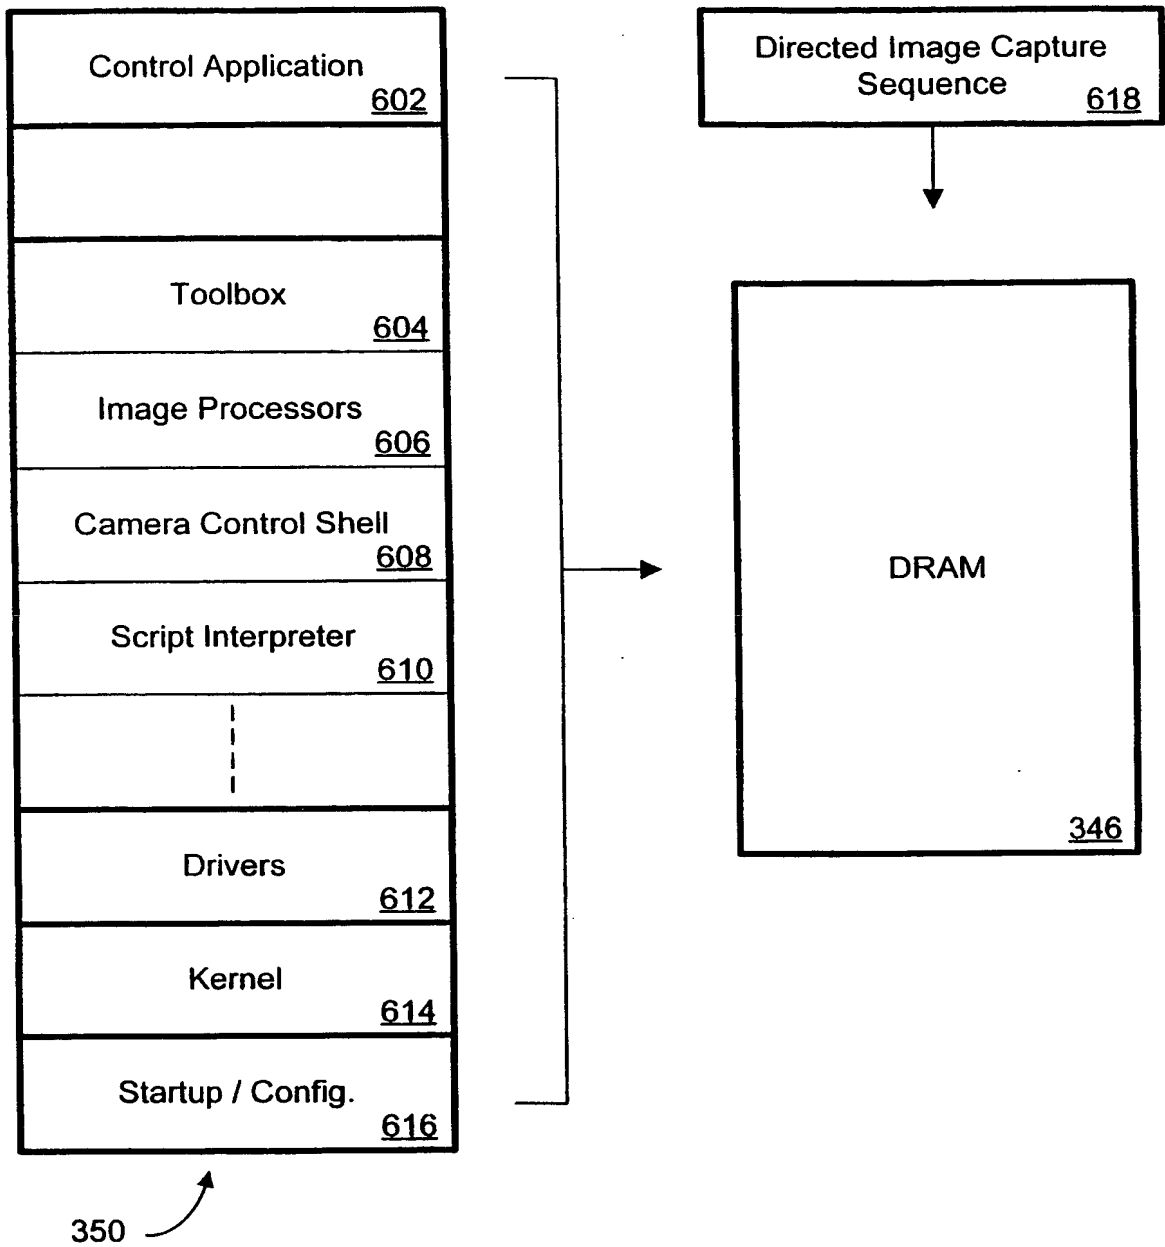 Control Application
602
Toolbox
604
Image Processors
606
Camera Control Shell
608
Script Interpreter
610
Drivers
612
Kernel
614
Startup / Config.
616
350
Directed Image Capture
Sequence
618
DRAM
346